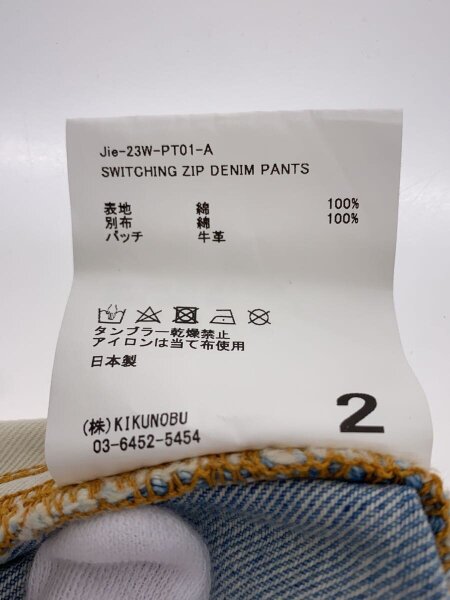 Jie-23W-PT01-A
SWITCHING ZIP DENIM PANTS
表地 綿 100%
別布 綿 100%
パッチ 牛革
タンブラー乾燥禁止
アイロンは当て布使用
日本製
(株)KIKUNOBU
03-6452-5454
2